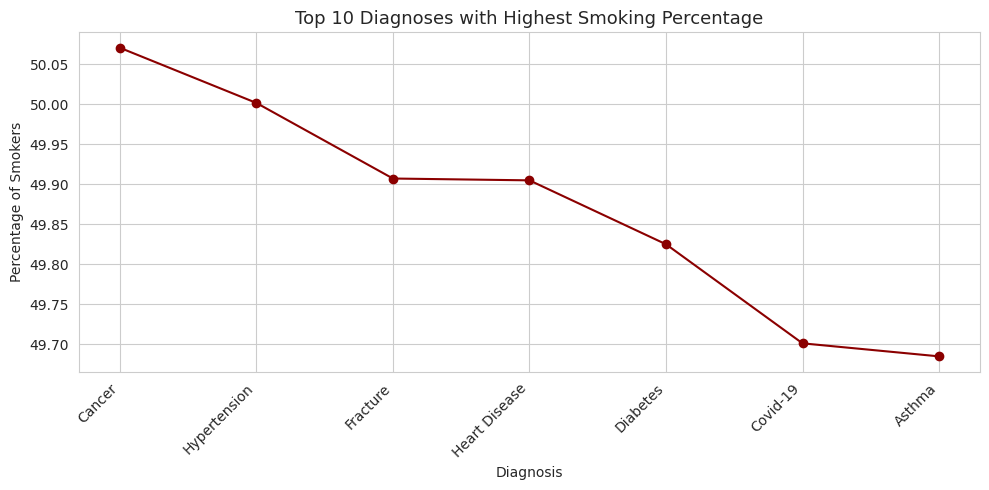 Top 10 Diagnoses with Highest Smoking Percentage
Percentage of Smokers
50.05
50.00
49.95
49.90
49.85
49.80
49.75
49.70
Cancer
Hypertension
Fracture
Heart Disease
Diabetes
Covid-19
Asthma
Diagnosis